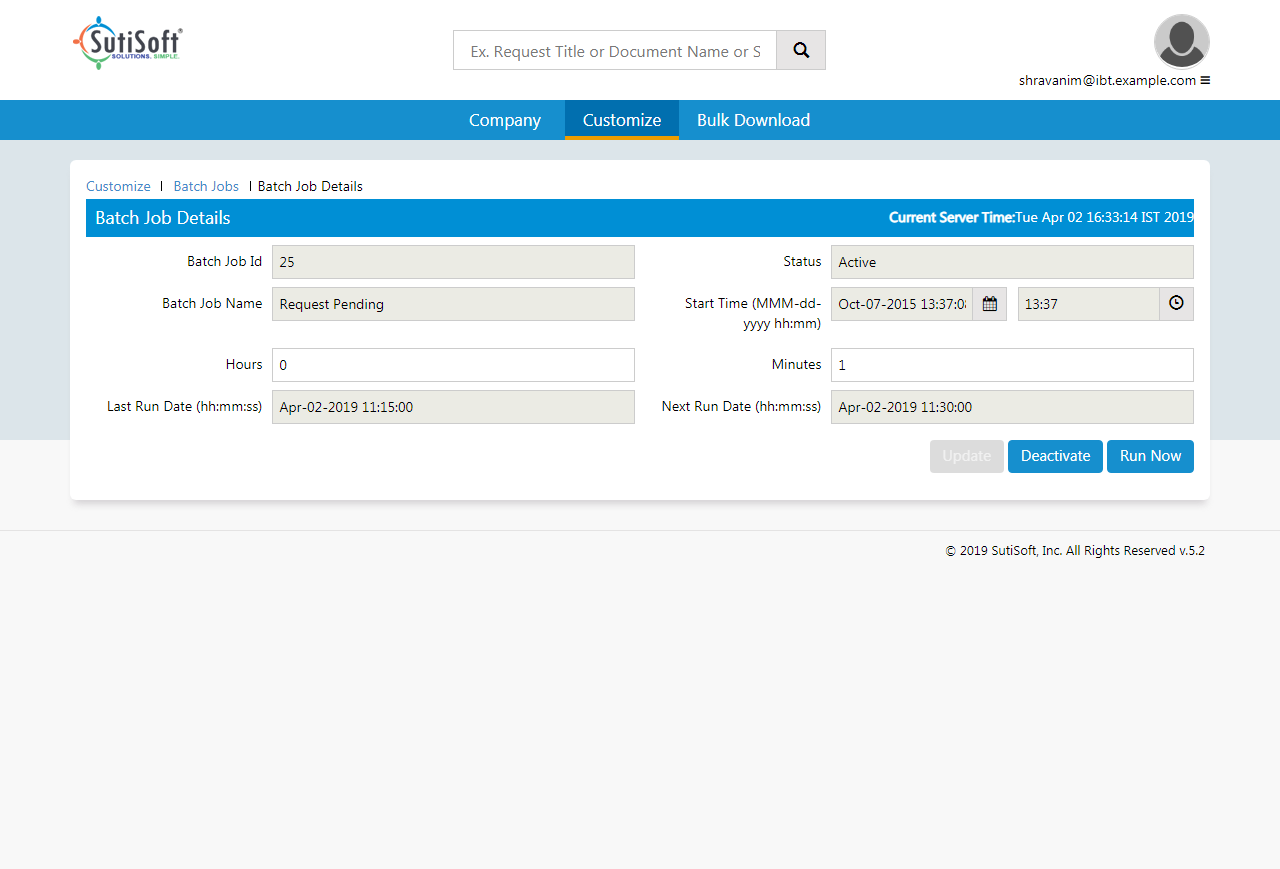 SutiSoft®
SOLUTIONS. SIMPLE.
Ex. Request Title or Document Name or S
shravanim@ibt.example.com
Company Customize Bulk Download
Customize | Batch Jobs | Batch Job Details
Batch Job Details Current Server Time:Tue Apr 02 16:33:14 IST 2019
Batch Job Id 25 Status Active
Batch Job Name Request Pending Start Time (MMM-dd- Oct-07-2015 13:37:08 13:37
yyyy hh:mm)
Hours 0 Minutes 1
Last Run Date (hh:mm:ss) Apr-02-2019 11:15:00 Next Run Date (hh:mm:ss) Apr-02-2019 11:30:00
Update Deactivate Run Now
© 2019 SutiSoft, Inc. All Rights Reserved v.5.2